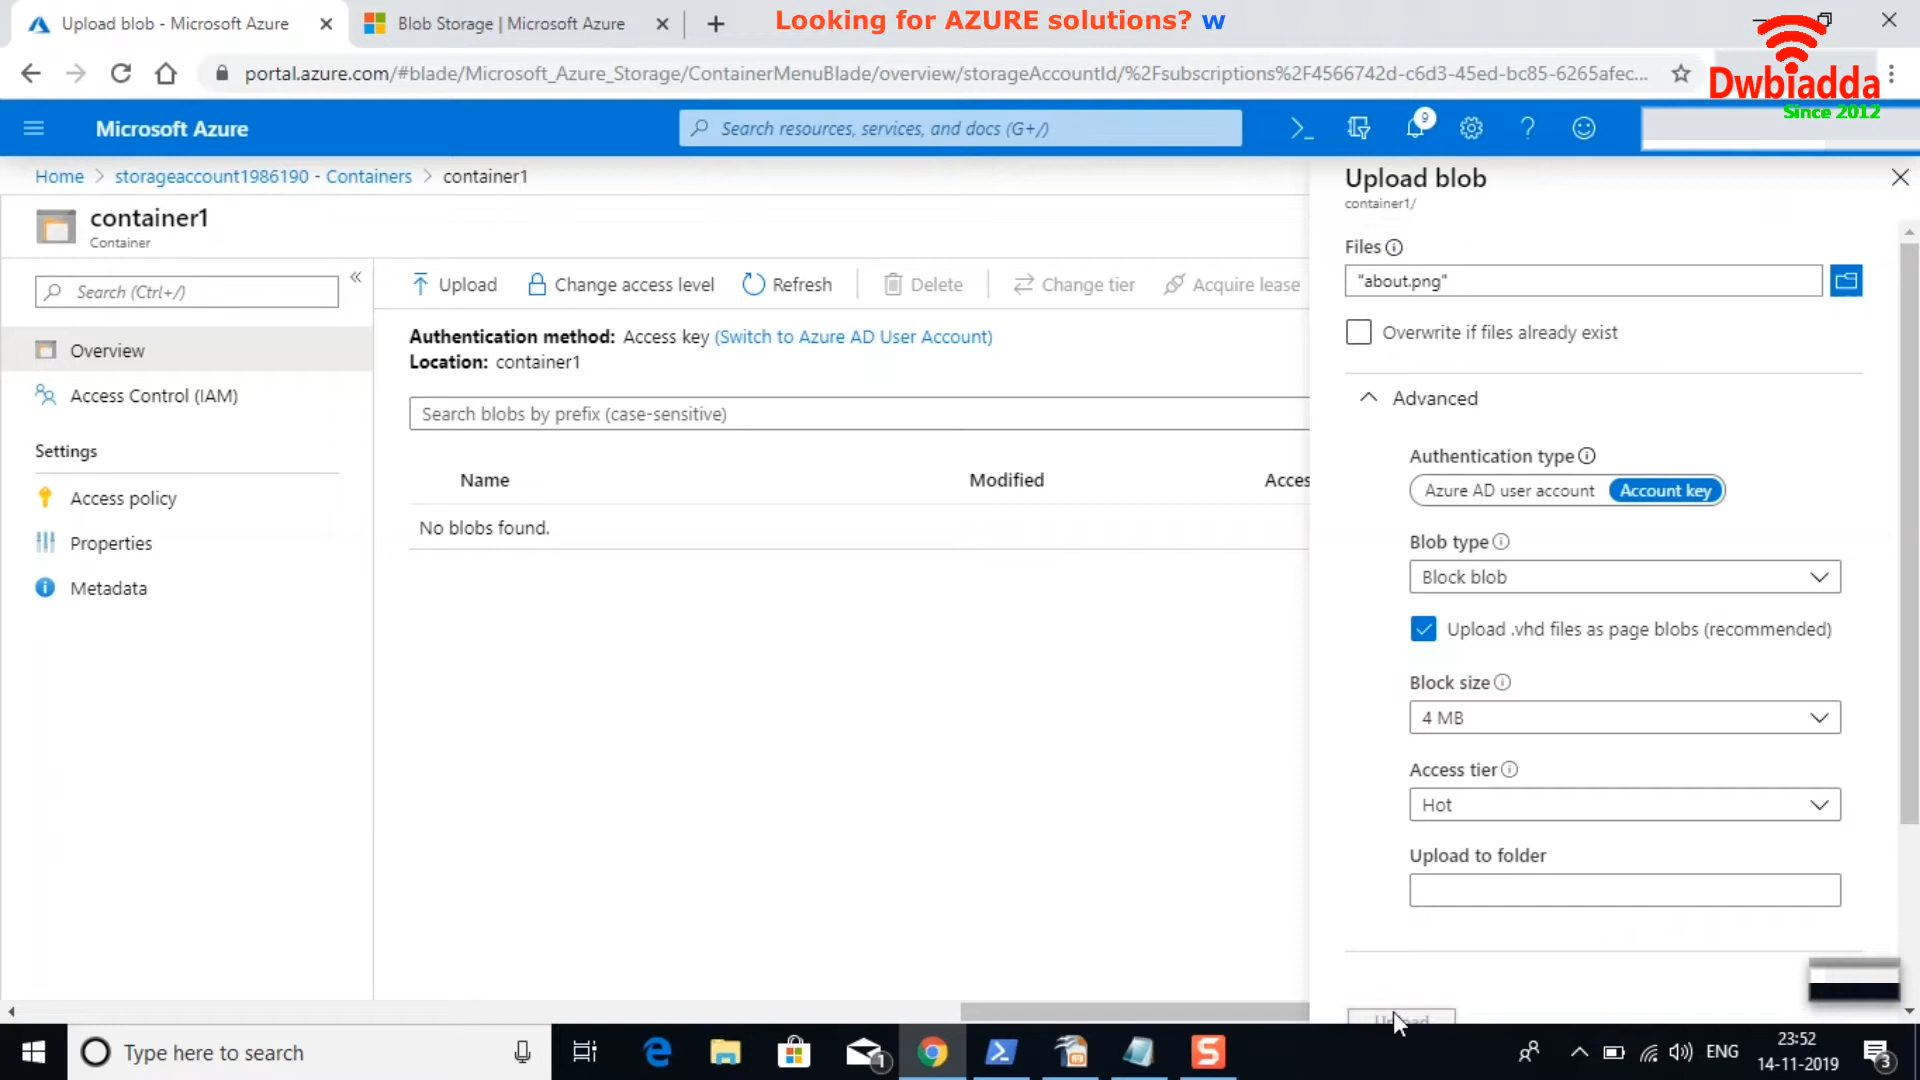 Upload blob - Microsoft Azure
Blob Storage | Microsoft Azure
Looking for AZURE solutions? w
portal.azure.com/#blade/Microsoft_Azure_Storage/ContainerMenuBlade/overview/storageAccountId/%2Fsubscriptions%2F4566742d-c6d3-45ed-bc85-6265afec...
Dwbiadda
Since 2012
Microsoft Azure
Search resources, services, and docs (G+/)
9
Home > storageaccount1986190 - Containers > container1
container1
Container
Search (Ctrl+/)
Overview
Access Control (IAM)
Settings
Access policy
Properties
Metadata
Upload
Change access level
Refresh
Delete
Change tier
Acquire lease
Authentication method: Access key (Switch to Azure AD User Account)
Location: container1
Search blobs by prefix (case-sensitive)
Name Modified Acces
No blobs found.
Upload blob
container1/
Files
"about.png"
Overwrite if files already exist
Advanced
Authentication type
Azure AD user account Account key
Blob type
Block blob
Upload .vhd files as page blobs (recommended)
Block size
4 MB
Access tier
Hot
Upload to folder
Type here to search
1
ENG
23:52
14-11-2019
3